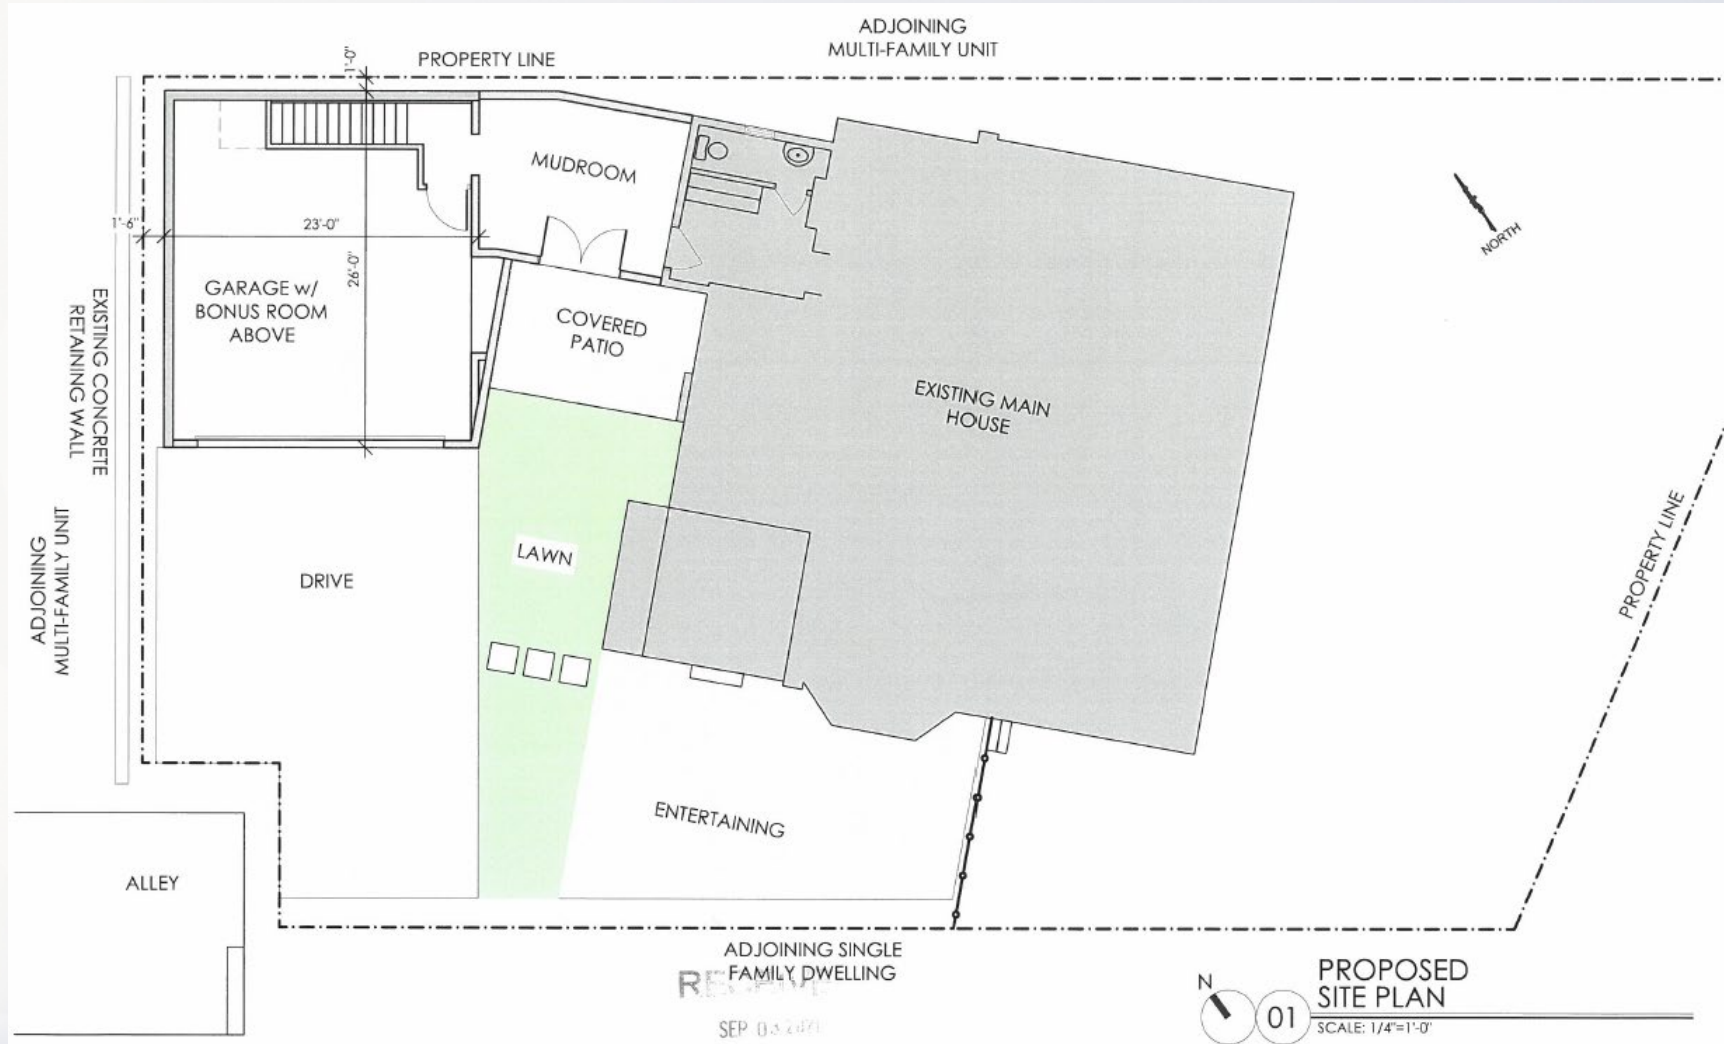 ADJOINING
MULTI-FAMILY UNIT
PROPERTY LINE
1'-0"
MUDROOM
1'-6"
23'-0"
26'-0"
NORTH
GARAGE w/
BONUS ROOM
ABOVE
COVERED
PATIO
EXISTING CONCRETE
RETAINING WALL
EXISTING MAIN
HOUSE
PROPERTY LINE
ADJOINING
MULTI-FAMILY UNIT
LAWN
DRIVE
ENTERTAINING
ALLEY
ADJOINING SINGLE
FAMILY DWELLING
SEP 03
N
01
PROPOSED
SITE PLAN
SCALE: 1/4"=1'-0"